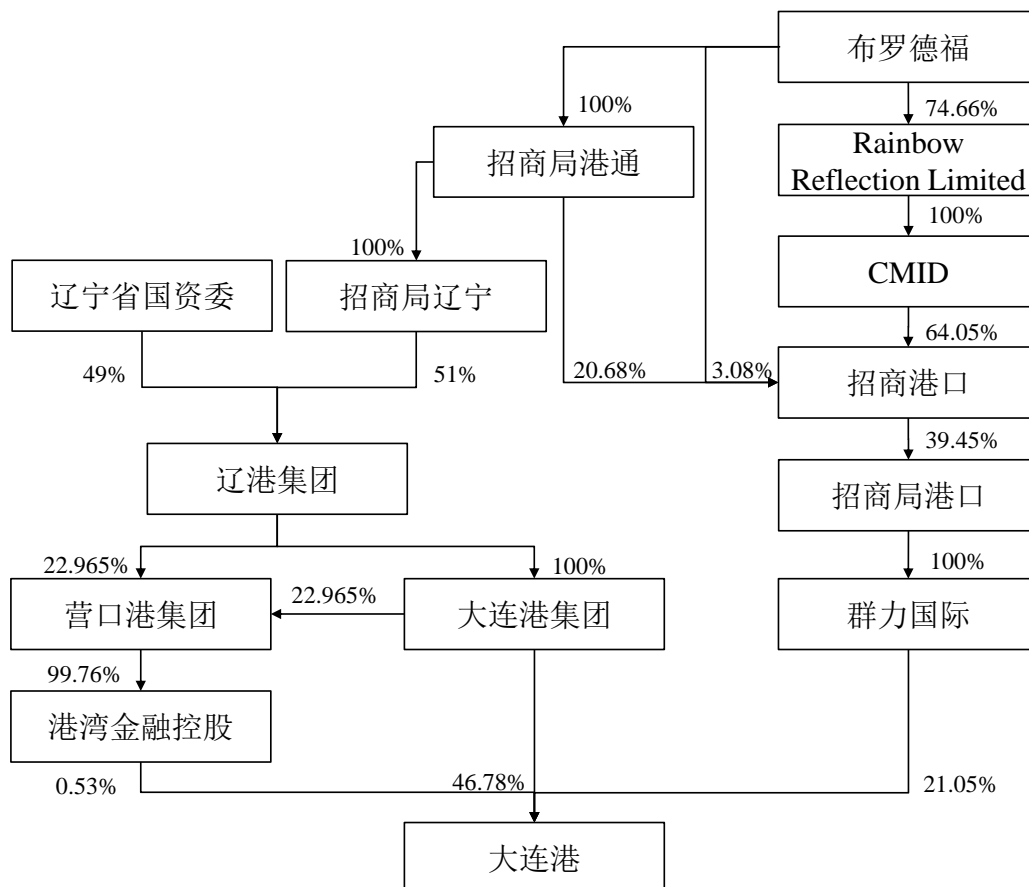 布罗德福
100%
74.66%
招商局港通
Rainbow
Reflection Limited
100%
100%
辽宁省国资委
招商局辽宁
CMID
64.05%
49%
51%
20.68%
3.08%
招商港口
39.45%
辽港集团
招商局港口
22.965%
100%
100%
营口港集团
22.965%
大连港集团
群力国际
99.76%
港湾金融控股
0.53%
46.78%
21.05%
大连港